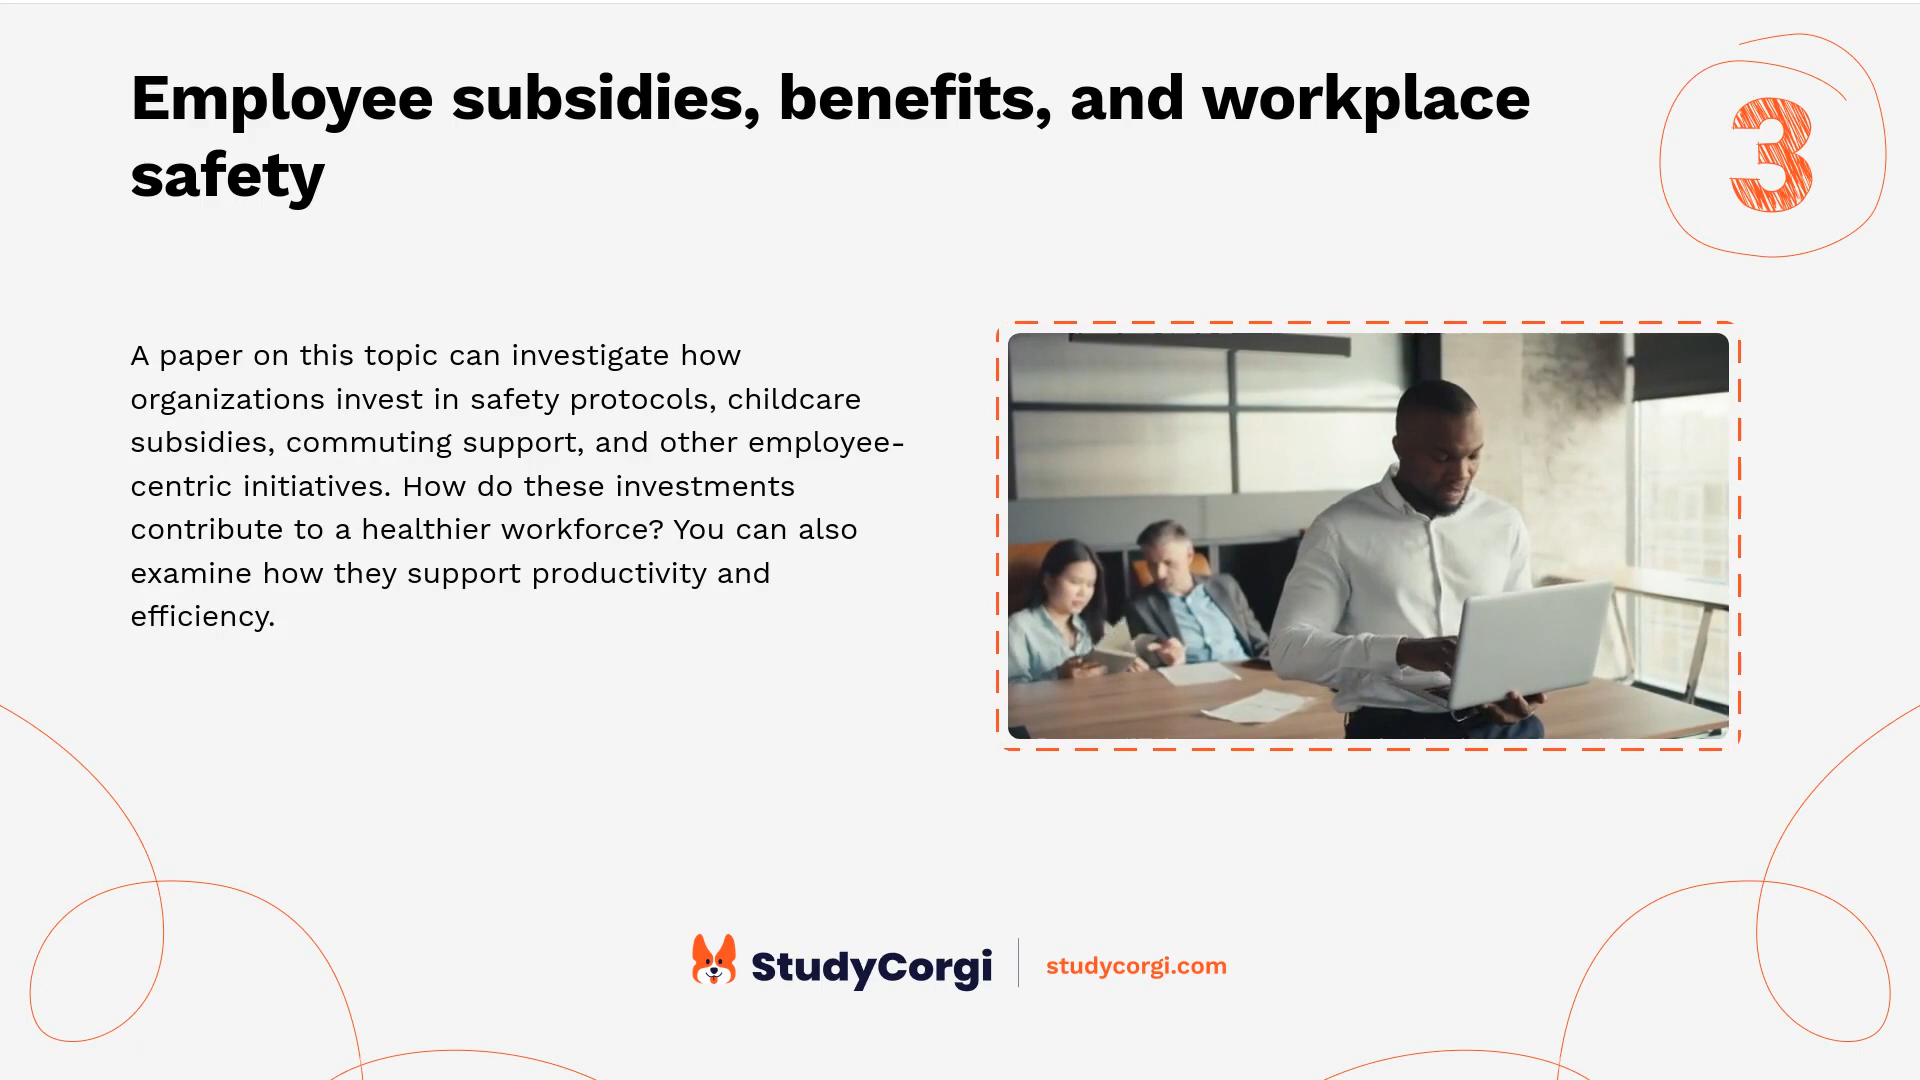 Employee subsidies, benefits, and workplace
safety
3
A paper on this topic can investigate how
organizations invest in safety protocols, childcare
subsidies, commuting support, and other employee-
centric initiatives. How do these investments
contribute to a healthier workforce? You can also
examine how they support productivity and
efficiency.
StudyCorgi
studycorgi.com